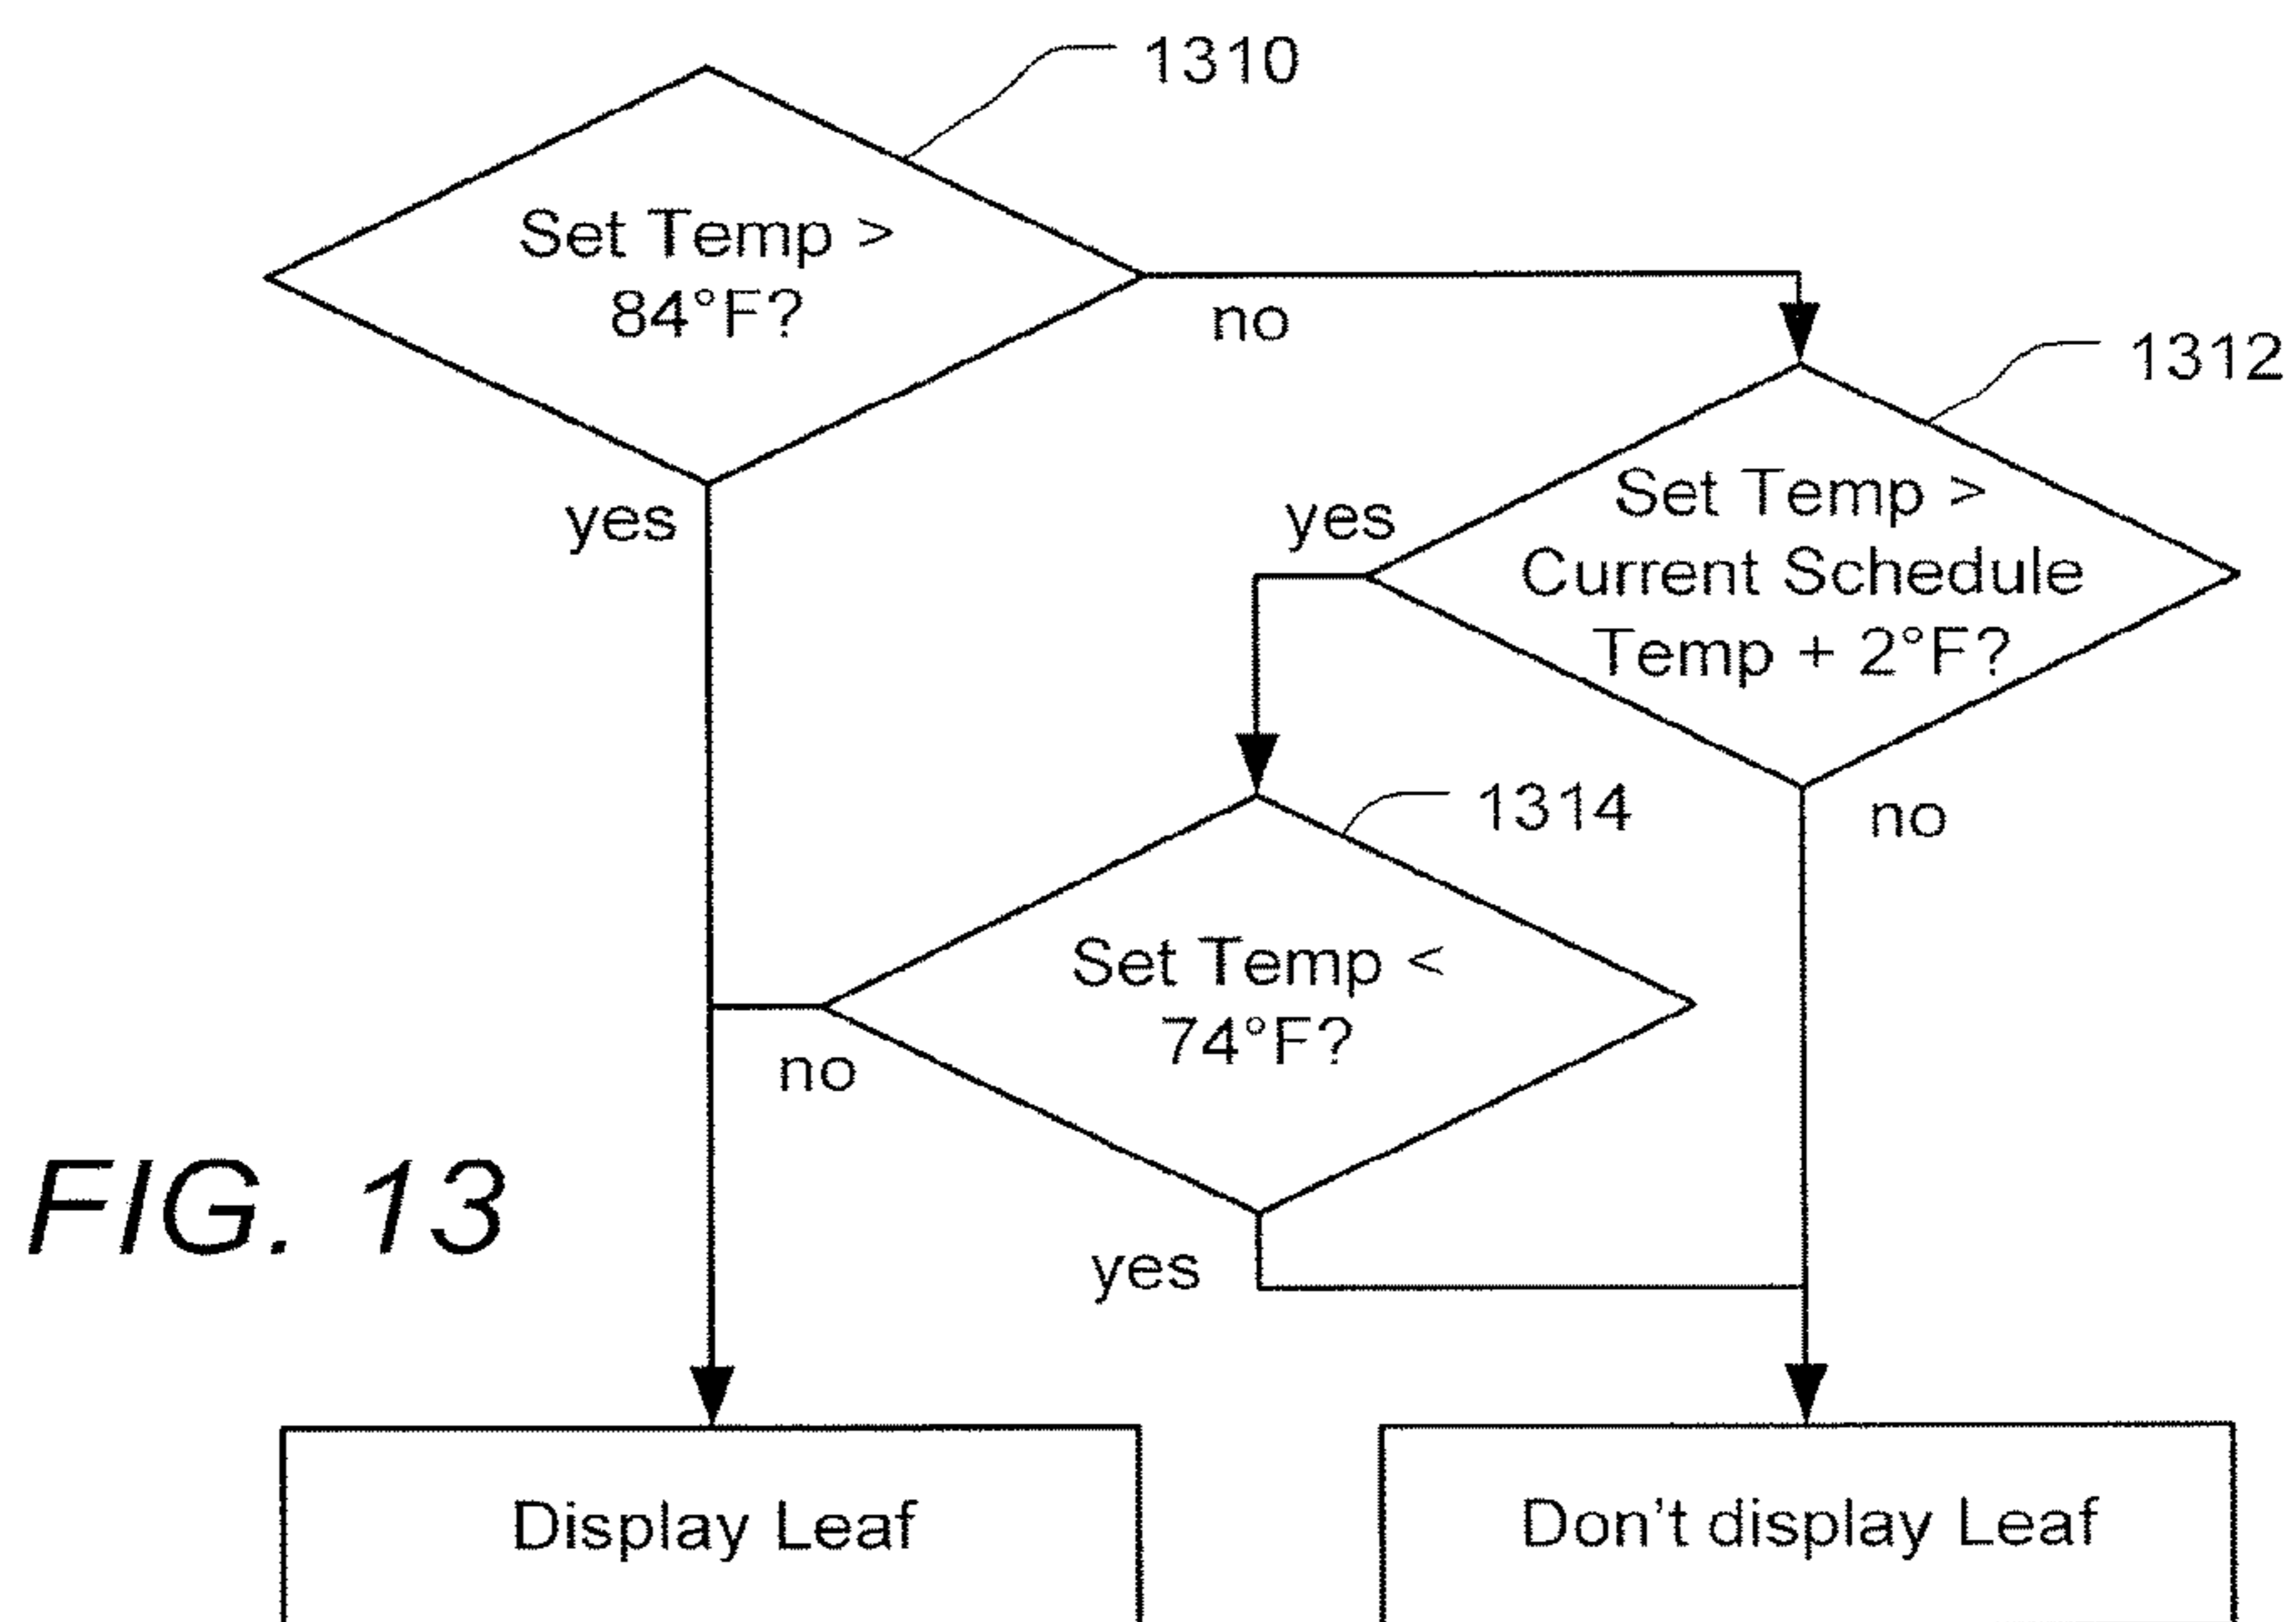 1310
Set Temp >
84°F?
no
yes
1312
Set Temp >
Current Schedule
Temp + 2°F?
yes
no
1314
Set Temp <
74°F?
no
yes
FIG. 13
Display Leaf
Don't display Leaf